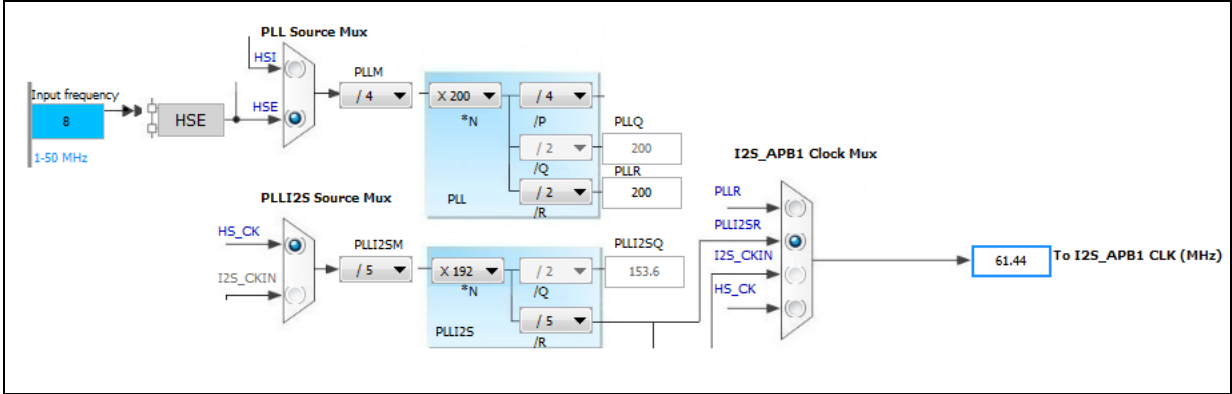 PLL Source Mux
HSI
PLLM
Input frequency
/ 4
X 200
/ 4
8
HSE
HSE
*N
/P
PLLQ
1-50 MHz
/ 2
200
/Q
PLLR
I2S_APB1 Clock Mux
PLL
/ 2
200
/R
PLLI2S Source Mux
PLLR
HS_CK
PLLI2SM
PLLI2SQ
PLLI2SR
/ 5
X 192
/ 2
153.6
I2S_CKIN
61.44
To I2S_APB1 CLK (MHz)
I2S_CKIN
*N
/Q
HS_CK
PLLI2S
/ 5
/R